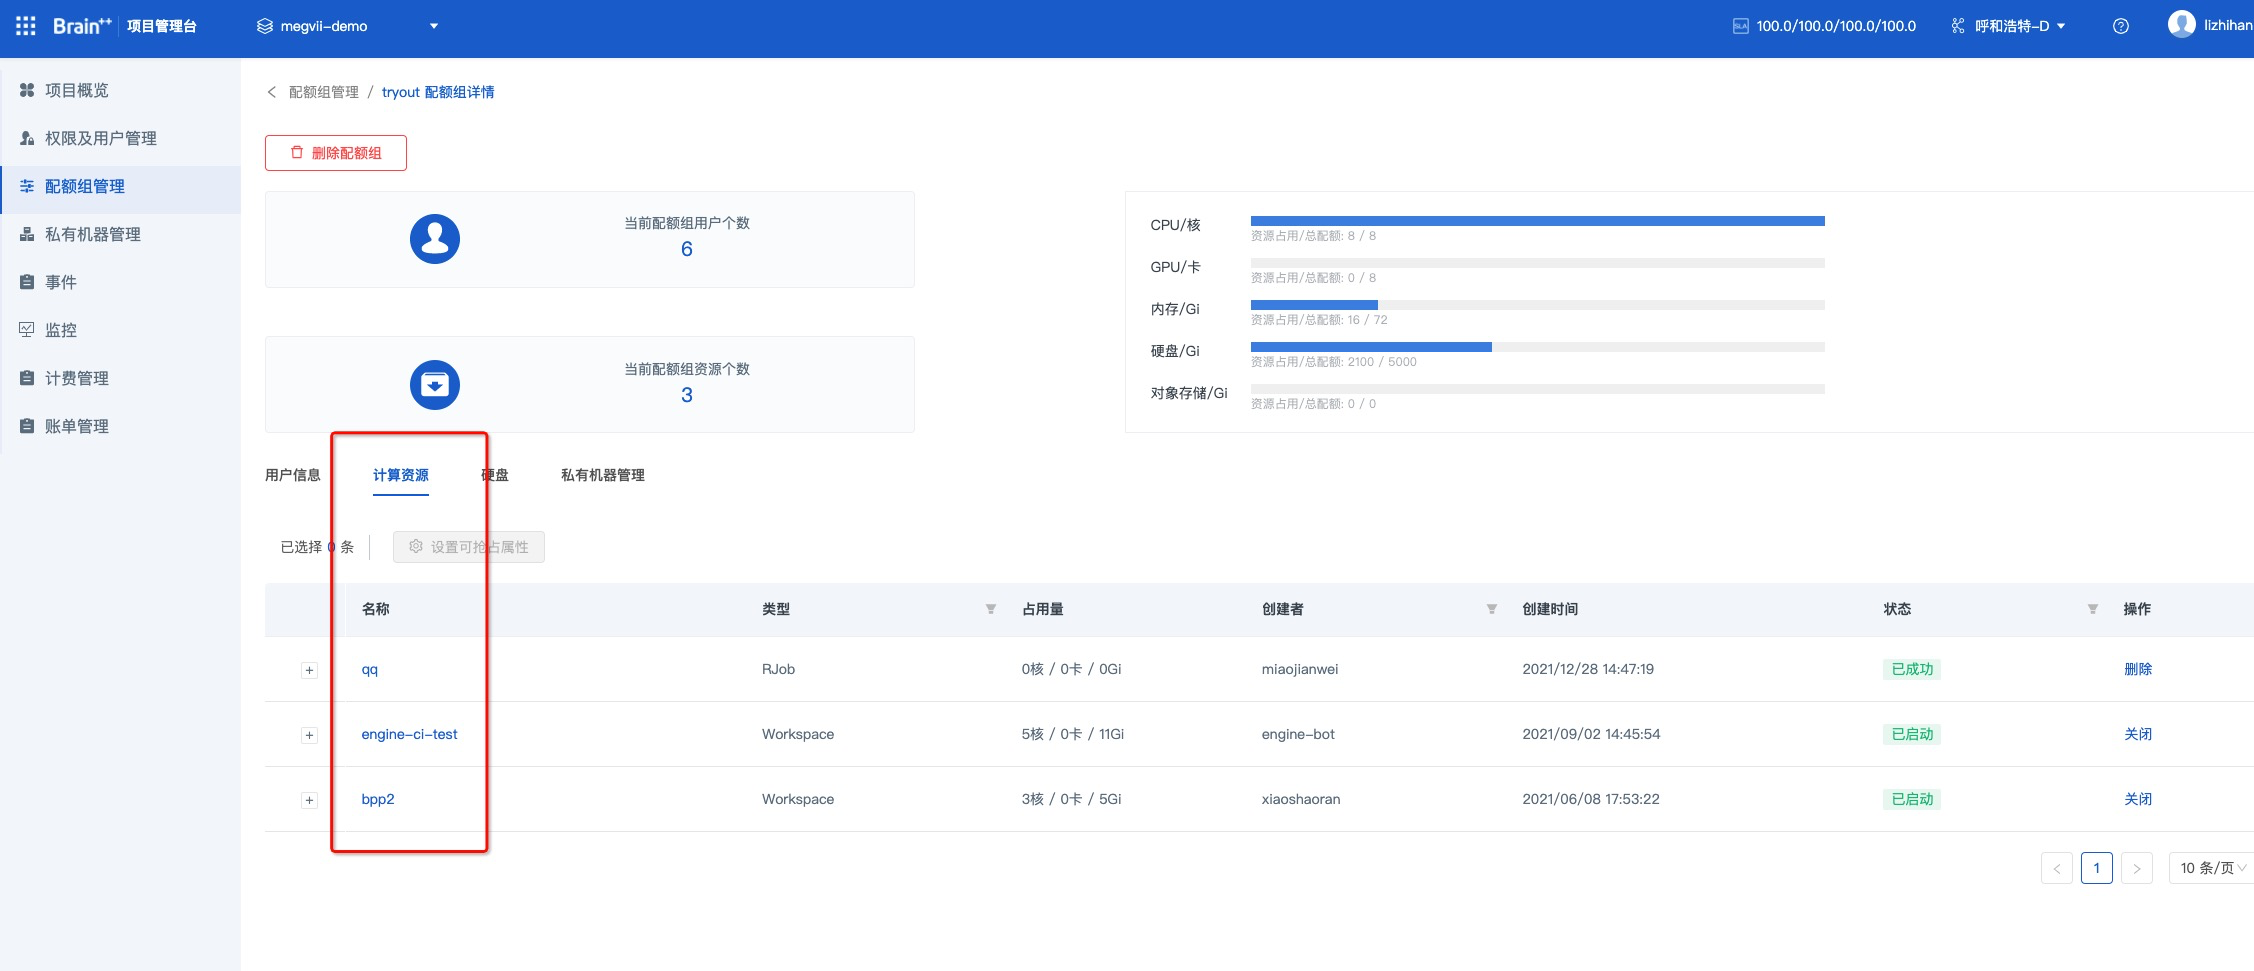 Brain++ 项目管理台 megvii-demo 100.0/100.0/100.0/100.0 呼和浩特-D lizhihan
项目概览
权限及用户管理
配额组管理
私有机器管理
事件
监控
计费管理
账单管理
配额组管理 / tryout 配额组详情
删除配额组
当前配额组用户个数
6
当前配额组资源个数
3
CPU/核
资源占用/总配额: 8 / 8
GPU/卡
资源占用/总配额: 0 / 8
内存/Gi
资源占用/总配额: 16 / 72
硬盘/Gi
资源占用/总配额: 2100 / 5000
对象存储/Gi
资源占用/总配额: 0 / 0
用户信息 计算资源 硬盘 私有机器管理
已选择 0 条 设置可抢占属性
名称 类型 占用量 创建者 创建时间 状态 操作
qq RJob 0核 / 0卡 / 0Gi miaojianwei 2021/12/28 14:47:19 已成功 删除
engine-ci-test Workspace 5核 / 0卡 / 11Gi engine-bot 2021/09/02 14:45:54 已启动 关闭
bpp2 Workspace 3核 / 0卡 / 5Gi xiaoshaoran 2021/06/08 17:53:22 已启动 关闭
1 10 条/页